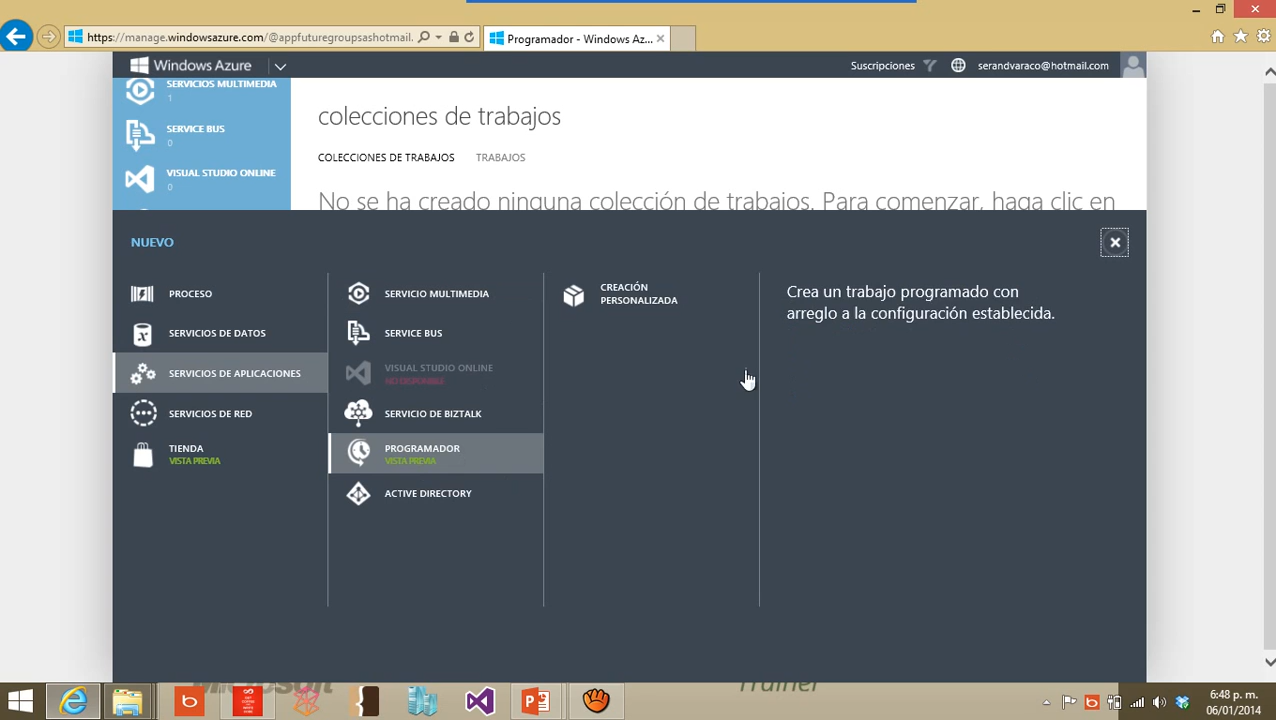 https://manage.windowsazure.com/@appfuturegroupsashotmail.
Programador - Windows Az...
Windows Azure
Suscripciones
serandvaraco@hotmail.com
SERVICIOS MULTIMEDIA
1
SERVICE BUS
0
VISUAL STUDIO ONLINE
0
colecciones de trabajos
COLECCIONES DE TRABAJOS
TRABAJOS
No se ha creado ninguna colección de trabajos. Para comenzar, haga clic en
NUEVO
PROCESO
SERVICIOS DE DATOS
SERVICIOS DE APLICACIONES
SERVICIOS DE RED
TIENDA
VISTA PREVIA
SERVICIO MULTIMEDIA
SERVICE BUS
VISUAL STUDIO ONLINE
NO DISPONIBLE
SERVICIO DE BIZTALK
PROGRAMADOR
VISTA PREVIA
ACTIVE DIRECTORY
CREACIÓN
PERSONALIZADA
Crea un trabajo programado con
arreglo a la configuración establecida.
Microsoft
Trainer
6:48 p. m.
06/01/2014